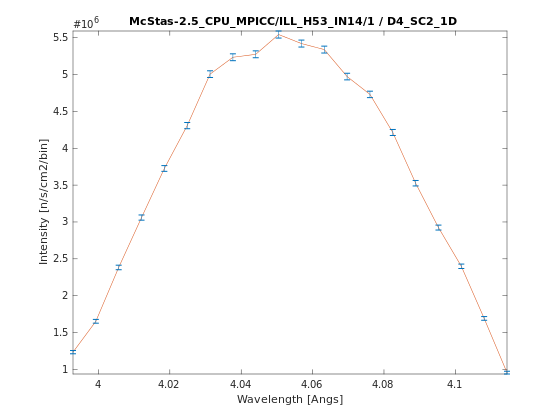 McStas-2.5_CPU_MPICC/ILL_H53_IN14/1 / D4_SC2_1D
#10^6
5.5
5
4.5
4
3.5
3
2.5
2
1.5
1
Intensity [n/s/cm2/bin]
4 4.02 4.04 4.06 4.08 4.1
Wavelength [Angs]